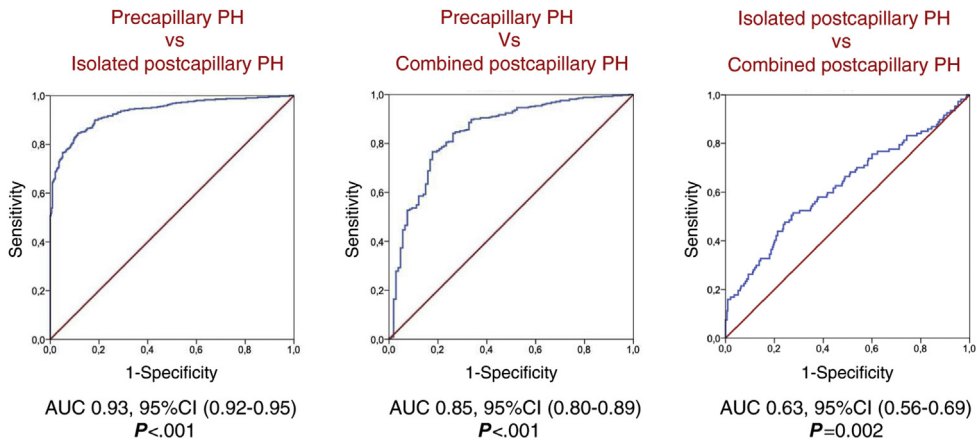 Precapillary PH
vs
Isolated postcapillary PH
1,0
0,8
0,6
0,4
0,2
0,0
Sensitivity
0,0 0,2 0,4 0,6 0,8 1,0
1-Specificity
AUC 0.93, 95%CI (0.92-0.95)
P<.001
Precapillary PH
Vs
Combined postcapillary PH
1,0
0,8
0,6
0,4
0,2
0,0
Sensitivity
0,0 0,2 0,4 0,6 0,8 1,0
1-Specificity
AUC 0.85, 95%CI (0.80-0.89)
P<.001
Isolated postcapillary PH
vs
Combined postcapillary PH
1,0
0,8
0,6
0,4
0,2
0,0
Sensitivity
0,0 0,2 0,4 0,6 0,8 1,0
1-Specificity
AUC 0.63, 95%CI (0.56-0.69)
P=0.002